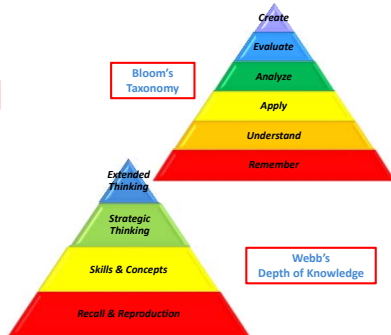 Create
Evaluate
Bloom's
Taxonomy
Analyze
Apply
Understand
Remember
Extended
Thinking
Strategic
Thinking
Skills & Concepts
Webb's
Depth of Knowledge
Recall & Reproduction